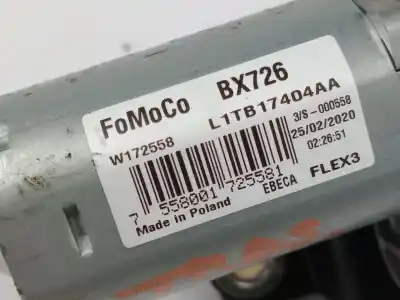 FoMoCo BX726
W172558 L1TB17404AA
3/S-000558
25/02/2020
02:26:51
7 558001 725581
EBECA FLEX3
Made in Poland